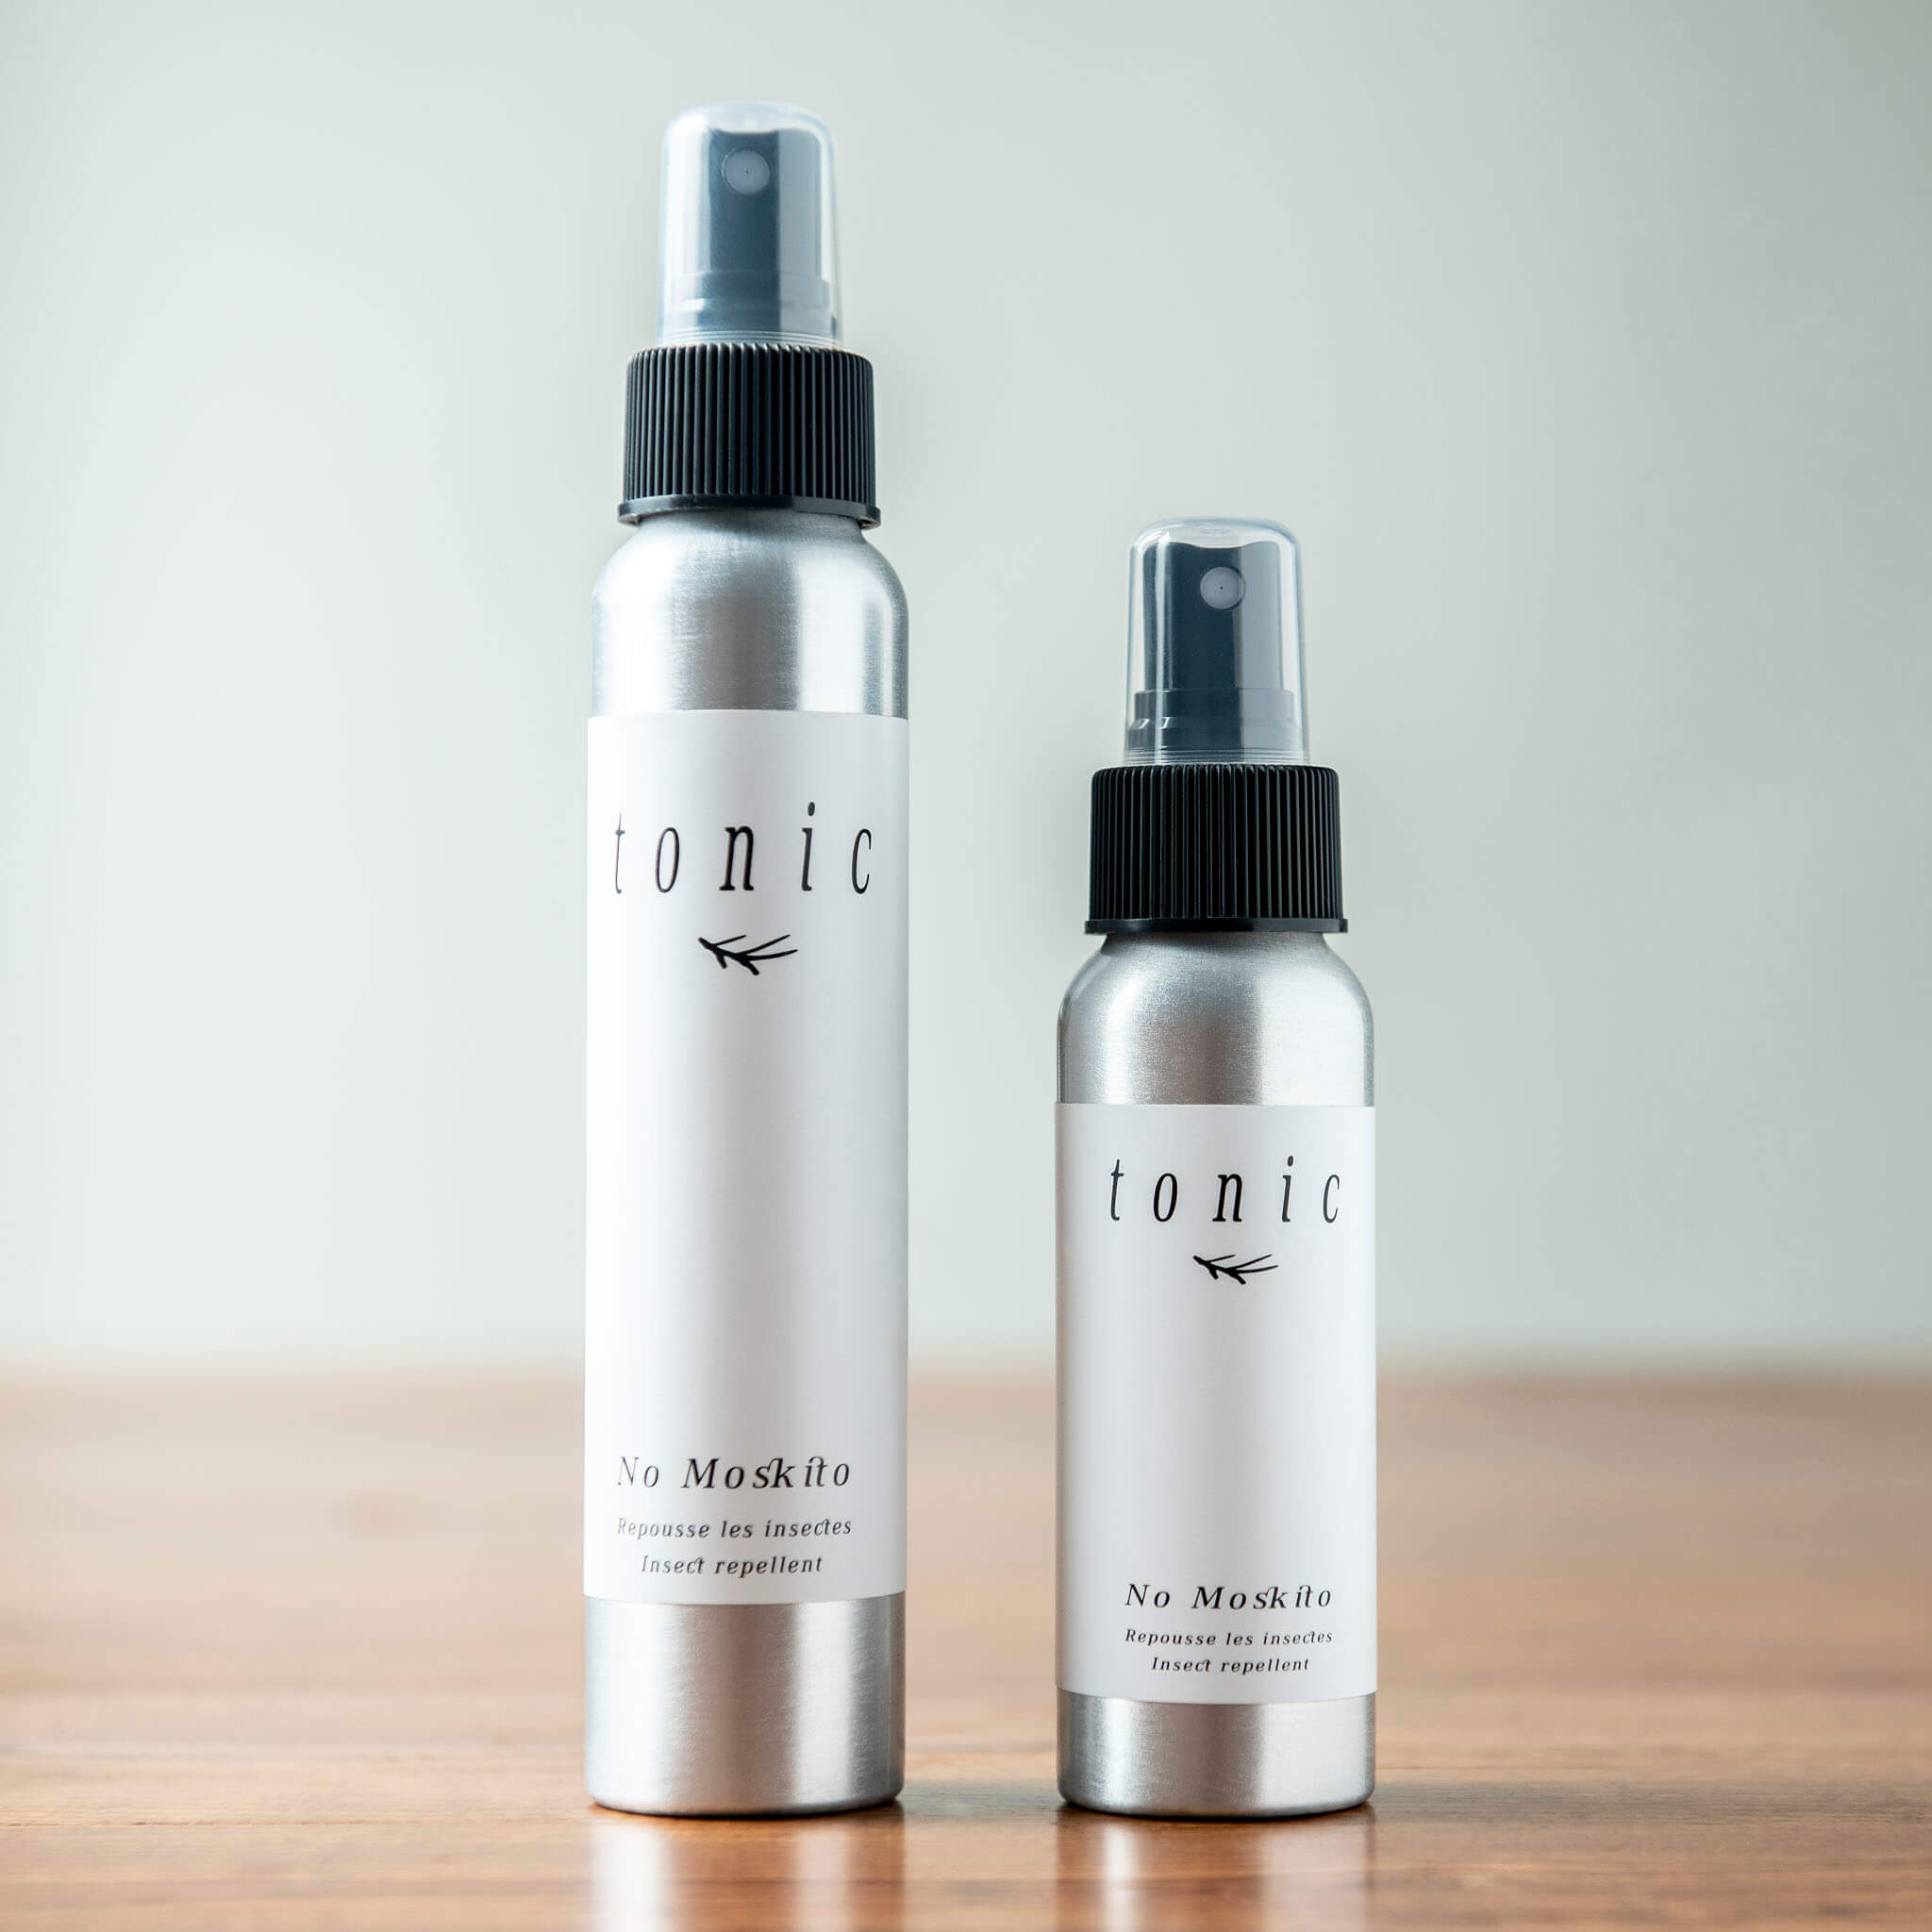 tonic
No Moskito
Repousse les insectes
Insect repellent
tonic
No Moskito
Repousse les insectes
Insect repellent